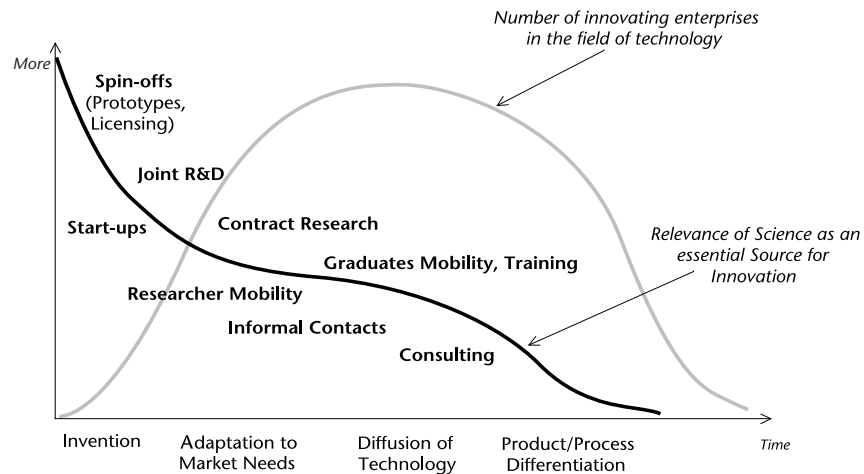 Number of innovating enterprises
in the field of technology
More
Spin-offs
(Prototypes,
Licensing)
Joint R&D
Start-ups
Contract Research
Relevance of Science as an
essential Source for
Innovation
Graduates Mobility, Training
Researcher Mobility
Informal Contacts
Consulting
Invention
Adaptation to
Market Needs
Diffusion of
Technology
Product/Process
Differentiation
Time